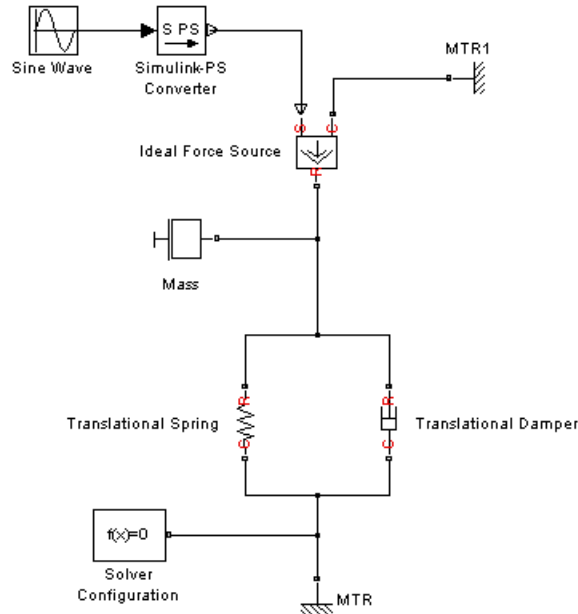 MTR1
S PS
Sine Wave
Simulink-PS
Converter
S
C
Ideal Force Source
R
Mass
R
R
Translational Spring
Translational Damper
C
C
f(x)=0
Solver
Configuration
MTR